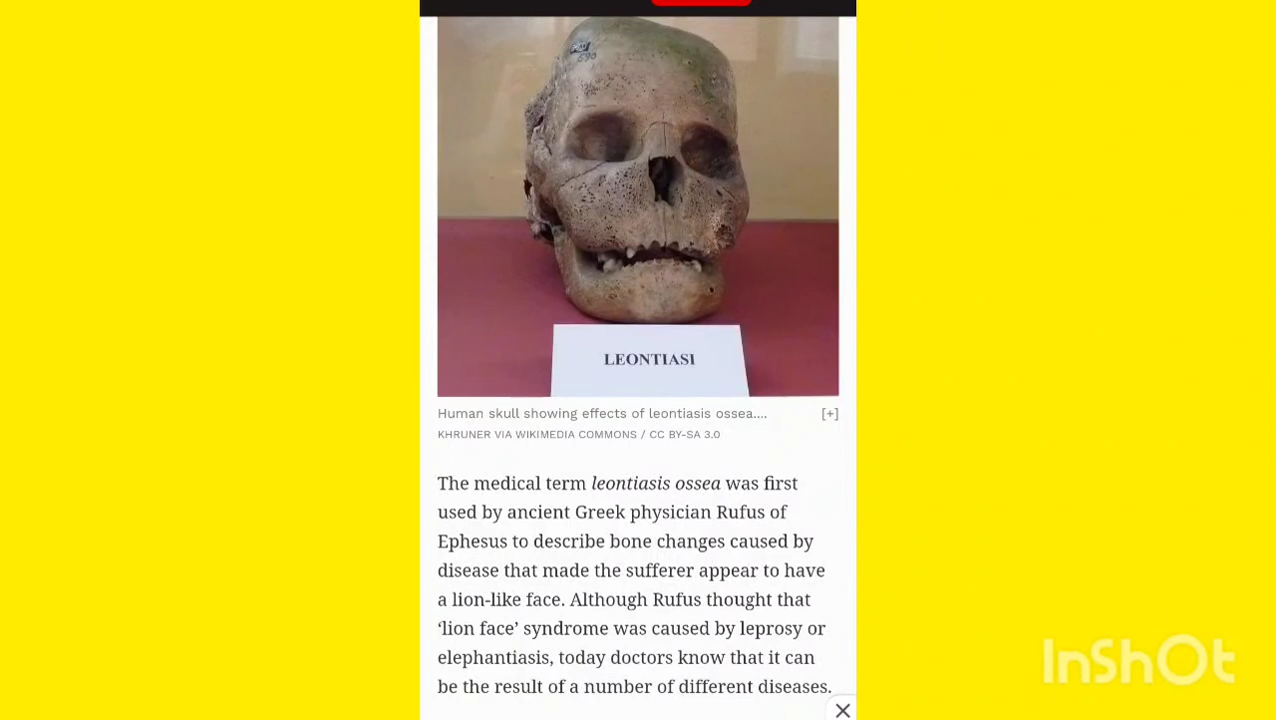 LEONTIASI
Human skull showing effects of leontiasis ossea....
[+]
KHRUNER VIA WIKIMEDIA COMMONS / CC BY-SA 3.0
The medical term leontiasis ossea was first
used by ancient Greek physician Rufus of
Ephesus to describe bone changes caused by
disease that made the sufferer appear to have
a lion-like face. Although Rufus thought that
‘lion face’ syndrome was caused by leprosy or
elephantiasis, today doctors know that it can
be the result of a number of different diseases.
InShOt